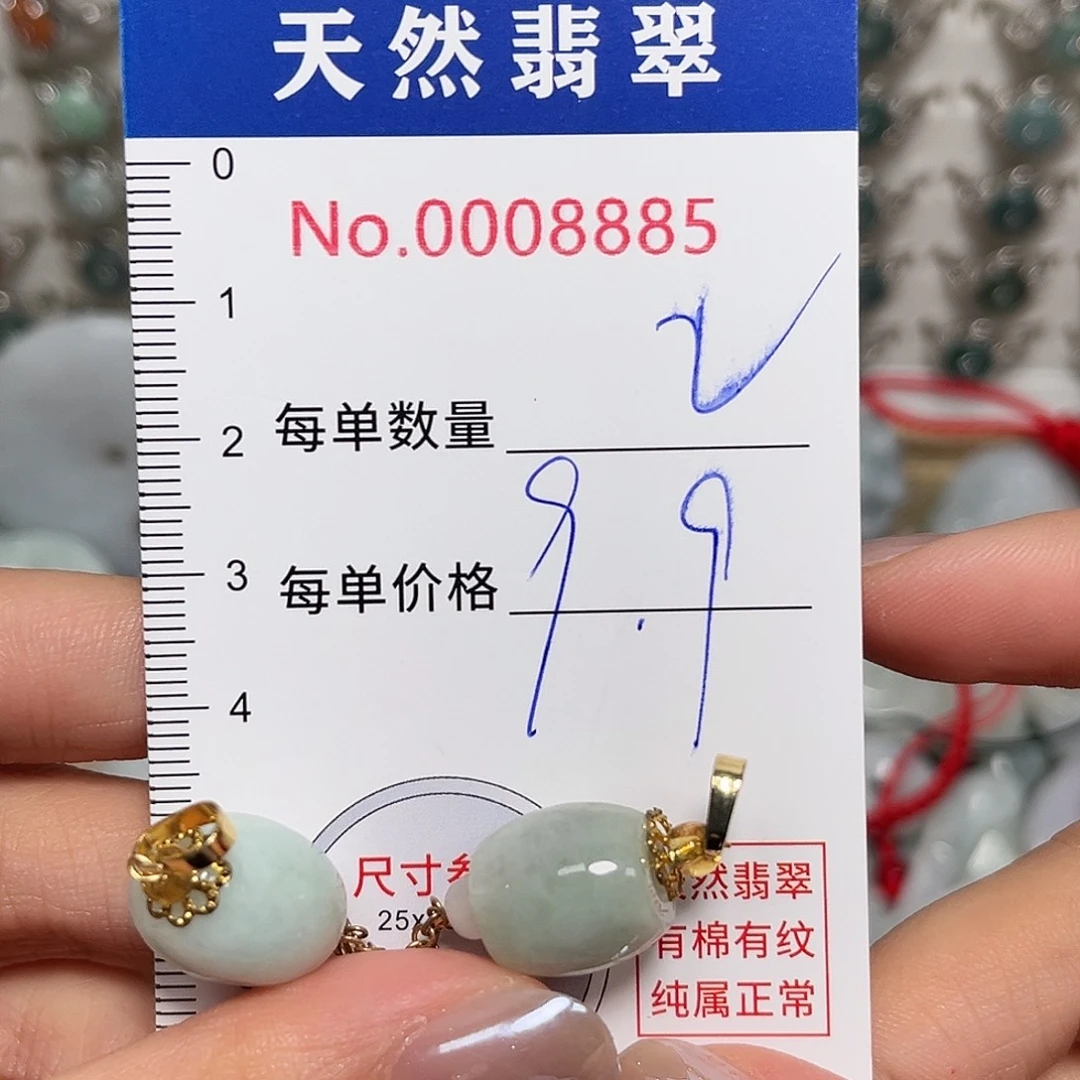 天然翡翠
0
No.0008885
1
2
每单数量
3
每单价格 9.9
4
尺寸
25x
然翡翠
有棉有纹
纯属正常